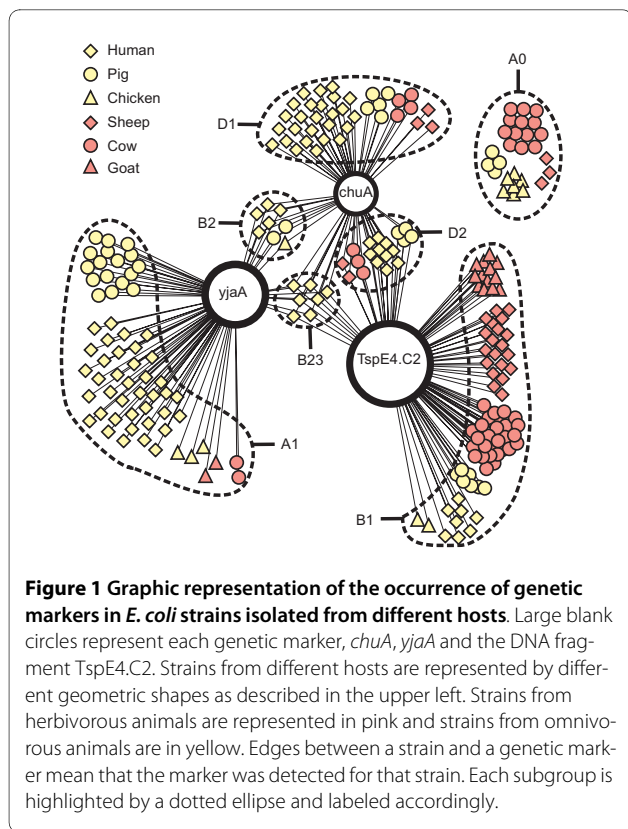 Human
Pig
Chicken
Sheep
Cow
Goat
A0
D1
chuA
B2
D2
yjaA
B23
TspE4.C2
A1
B1
Figure 1 Graphic representation of the occurrence of genetic
markers in E. coli strains isolated from different hosts. Large blank
circles represent each genetic marker, chuA, yjaA and the DNA frag-
ment TspE4.C2. Strains from different hosts are represented by differ-
ent geometric shapes as described in the upper left. Strains from
herbivorous animals are represented in pink and strains from omnivo-
rous animals are in yellow. Edges between a strain and a genetic mark-
er mean that the marker was detected for that strain. Each subgroup is
highlighted by a dotted ellipse and labeled accordingly.